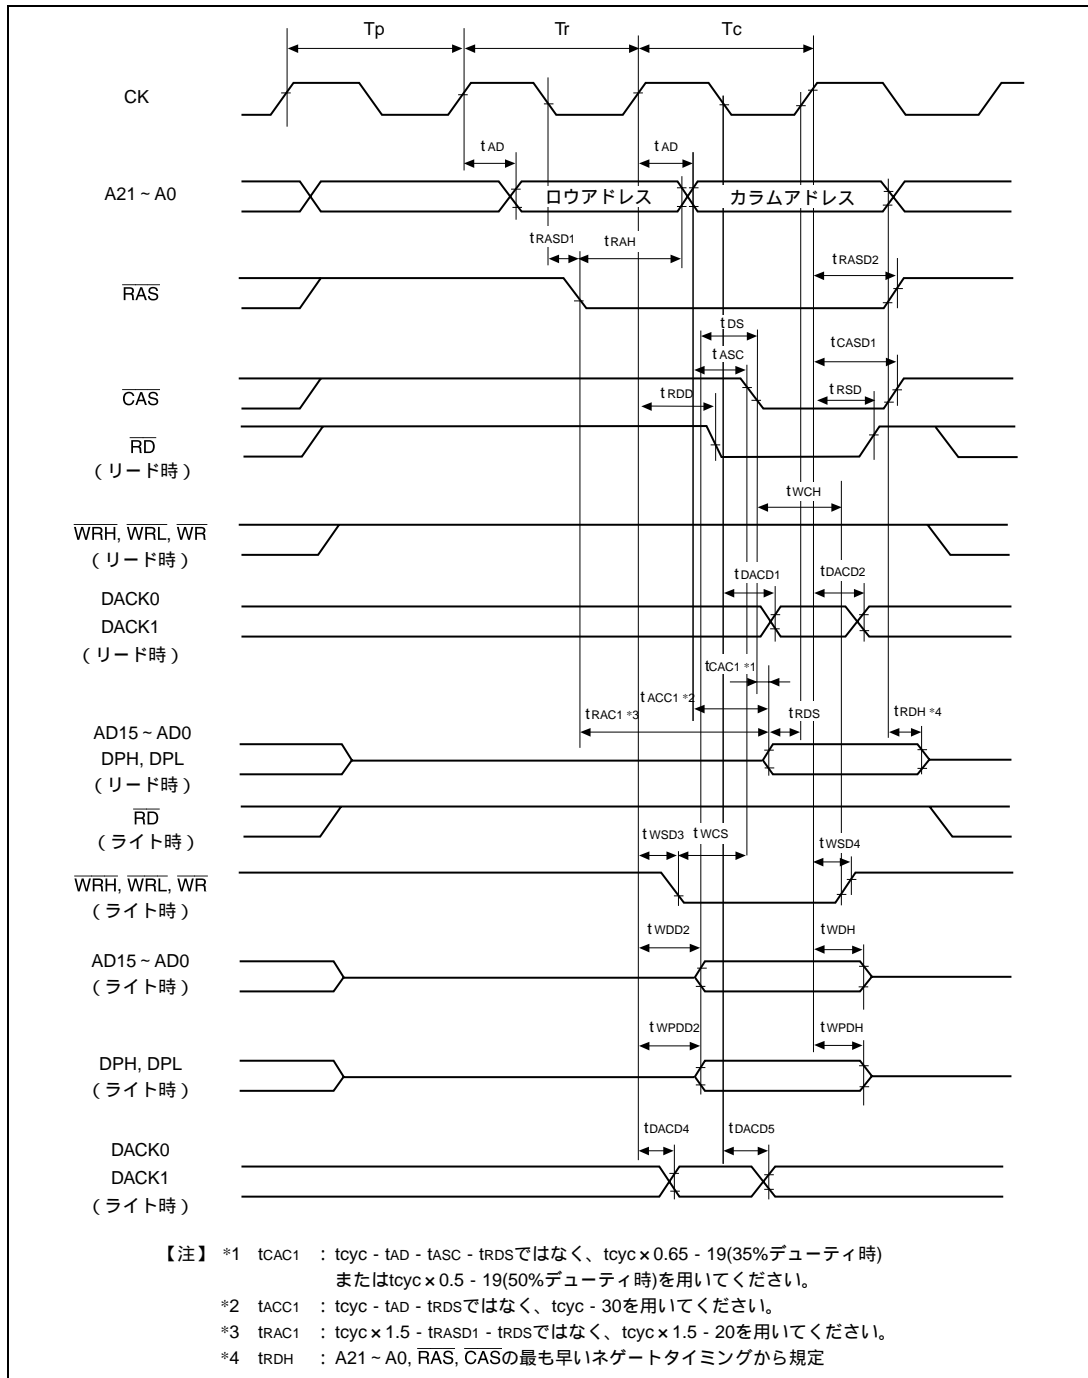 Tp Tr Tc
CK
tAD tAD
A21~A0 ロウアドレス カラムアドレス
tRASD1 tRAH tRASD2
RAS
tDS
tCASD1
tASC
CAS tRDD tRSD
RD
(リード時)
tWCH
WRH, WRL, WR
(リード時)
tDACD1 tDACD2
DACK0
DACK1
(リード時)
tCAC1 *1
tACC1 *2
tRAC1 *3 tRDS tRDH *4
AD15~AD0
DPH, DPL
(リード時)
RD
(ライト時)
tWSD3 tWCS tWSD4
WRH, WRL, WR
(ライト時)
tWDD2 tWDH
AD15~AD0
(ライト時)
tWPDD2 tWPDH
DPH, DPL
(ライト時)
tDACD4 tDACD5
DACK0
DACK1
(ライト時)
【注】 *1 tCAC1 : tcyc - tAD - tASC - tRDSではなく、tcyc×0.65 - 19(35%デューティ時)
またはtcyc×0.5 - 19(50%デューティ時)を用いてください。
*2 tACC1 : tcyc - tAD - tRDSではなく、tcyc - 30を用いてください。
*3 tRAC1 : tcyc×1.5 - tRASD1 - tRDSではなく、tcyc×1.5 - 20を用いてください。
*4 tRDH : A21~A0, RAS, CASの最も早いネゲートタイミングから規定